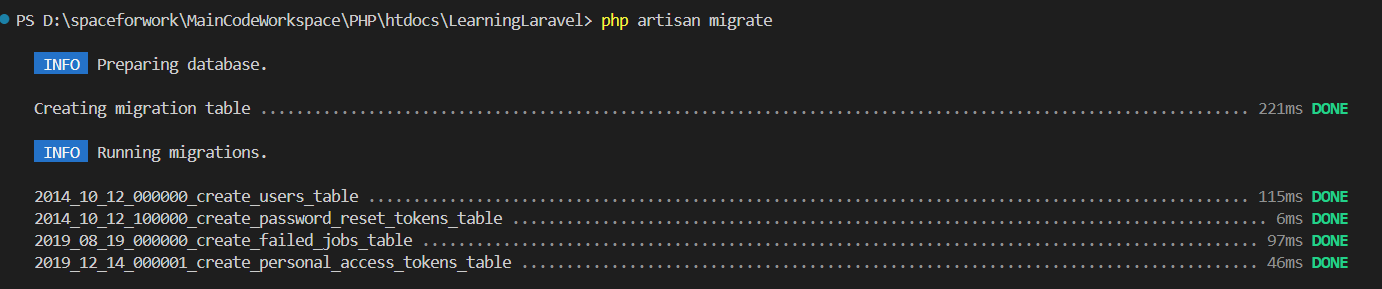 PS D:\spaceforwork\MainCodeWorkspace\PHP\htdocs\LearningLaravel> php artisan migrate
INFO Preparing database.
Creating migration table .............................................................................................................. 221ms DONE
INFO Running migrations.
2014_10_12_000000_create_users_table .................................................................................................. 115ms DONE
2014_10_12_100000_create_password_reset_tokens_table .................................................................................... 6ms DONE
2019_08_19_000000_create_failed_jobs_table ............................................................................................. 97ms DONE
2019_12_14_000001_create_personal_access_tokens_table .................................................................................. 46ms DONE